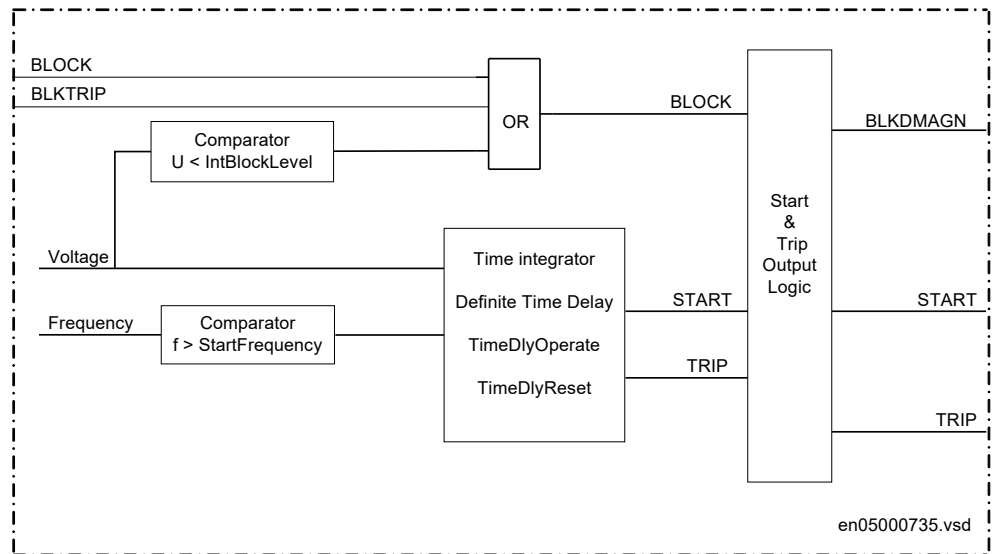 BLOCK
BLKTRIP
Comparator
U < IntBlockLevel
OR
BLOCK
BLKDMAGN
Start
&
Trip
Output
Logic
Voltage
Frequency
Comparator
f > StartFrequency
Time integrator
Definite Time Delay
TimeDlyOperate
TimeDlyReset
START
TRIP
START
TRIP
en05000735.vsd